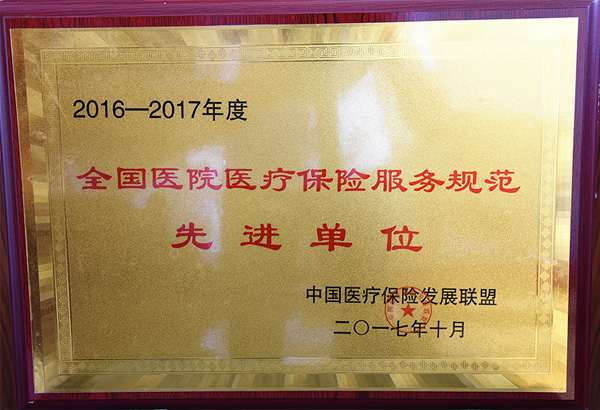 2016—2017年度
全国医院医疗保险服务规范
先进单位
中国医疗保险发展联盟
二〇一七年十月